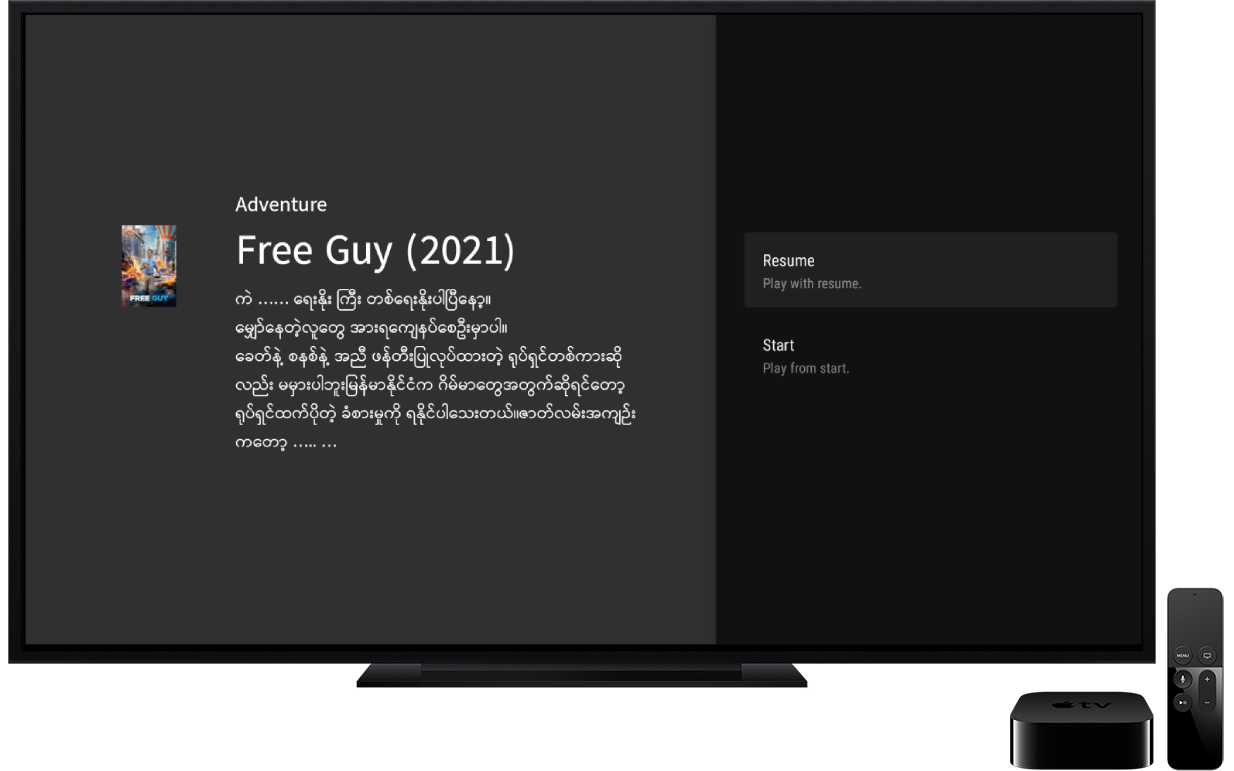 Adventure
Free Guy (2021)
ကဲ …… ရေးနိုး ကြီး တစ်ရေးနိုးပါပြီနော့။
မျှော်နေတဲ့လူတွေ အားရကျေနပ်စေဦးမှာပါ။
ခေတ်နဲ့ စနစ်နဲ့ အညီ ဖန်တီးပြုလုပ်ထားတဲ့ ရုပ်ရှင်တစ်ကားဆို
လည်း မမှားပါဘူးမြန်မာနိုင်ငံက ဂိမ်မာတွေအတွက်ဆိုရင်တော့
ရုပ်ရှင်ထက်ပိုတဲ့ ခံစားမှုကို ရနိုင်ပါသေးတယ်။ဇာတ်လမ်းအကျဉ်း
ကတော့ ….. …
FREE GUY
Resume
Play with resume.
Start
Play from start.
MENU
tv